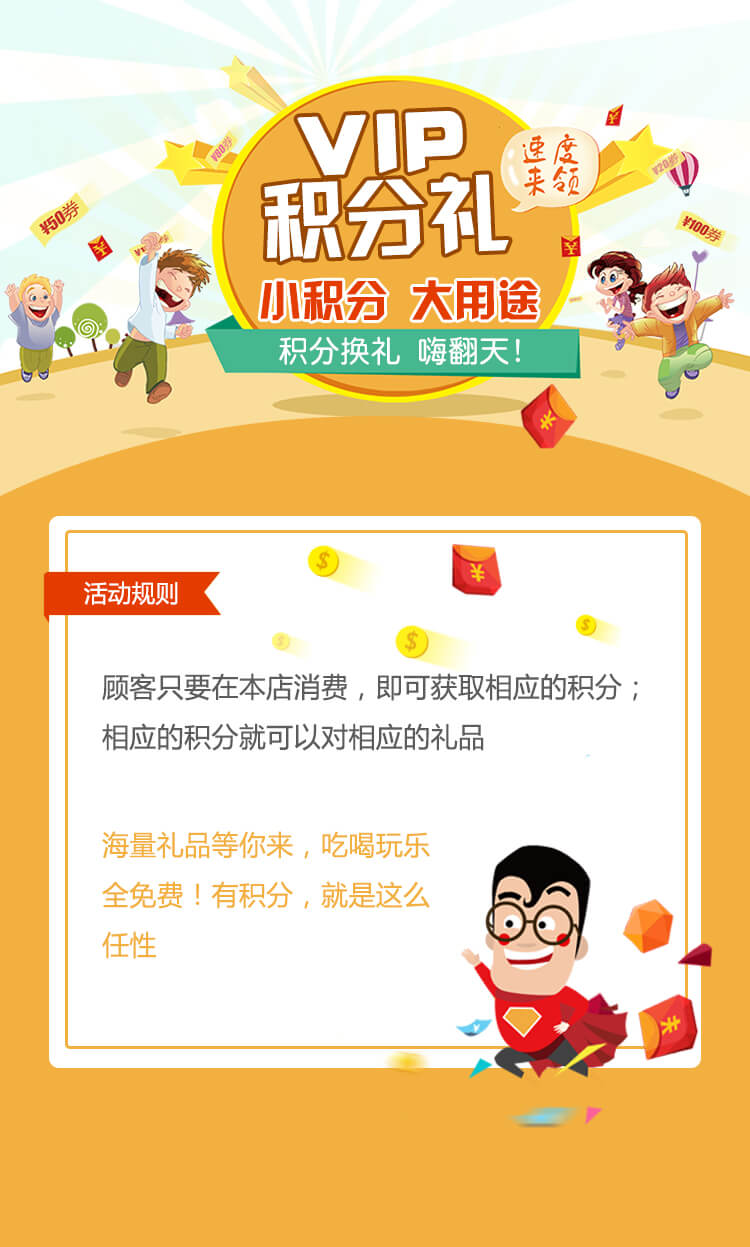 VIP
积分礼
速度
来领
¥80券
¥20券
¥50券
¥100券
小积分 大用途
积分换礼 嗨翻天!
活动规则
顾客只要在本店消费，即可获取相应的积分；
相应的积分就可以对相应的礼品
海量礼品等你来，吃喝玩乐
全免费！有积分，就是这么
任性